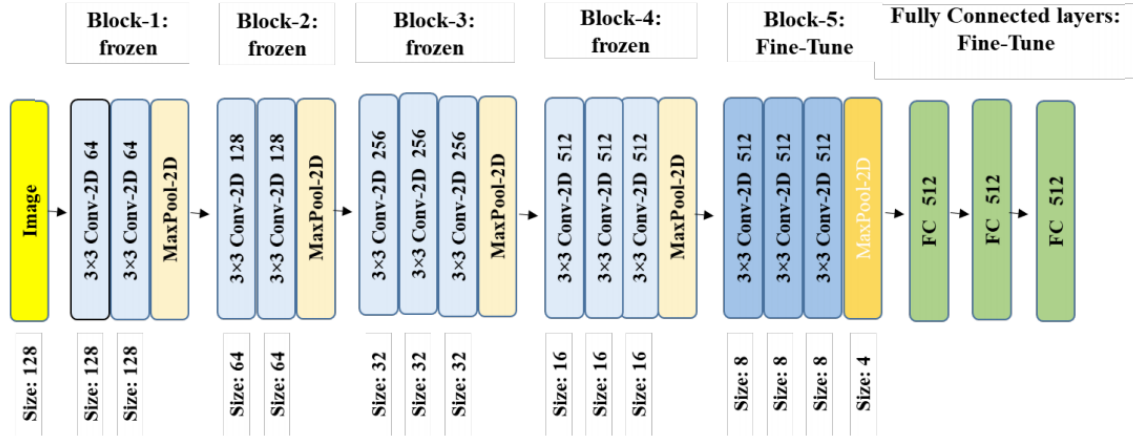 Block-1:
frozen
Block-2:
frozen
Block-3:
frozen
Block-4:
frozen
Block-5:
Fine-Tune
Fully Connected layers:
Fine-Tune
Image
3×3 Conv-2D 64
3×3 Conv-2D 64
MaxPool-2D
3×3 Conv-2D 128
3×3 Conv-2D 128
MaxPool-2D
3×3 Conv-2D 256
3×3 Conv-2D 256
3×3 Conv-2D 256
MaxPool-2D
3×3 Conv-2D 512
3×3 Conv-2D 512
3×3 Conv-2D 512
MaxPool-2D
3×3 Conv-2D 512
3×3 Conv-2D 512
3×3 Conv-2D 512
MaxPool-2D
FC 512
FC 512
FC 512
Size: 128
Size: 128
Size: 128
Size: 64
Size: 64
Size: 32
Size: 32
Size: 32
Size: 16
Size: 16
Size: 16
Size: 8
Size: 8
Size: 8
Size: 4